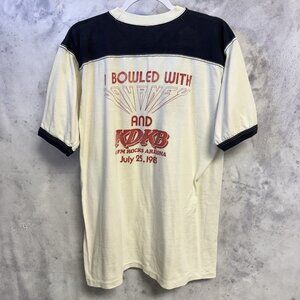 I BOWLED WITH
AND
KDKB
FM ROCKS ARIZONA
July 25, 198